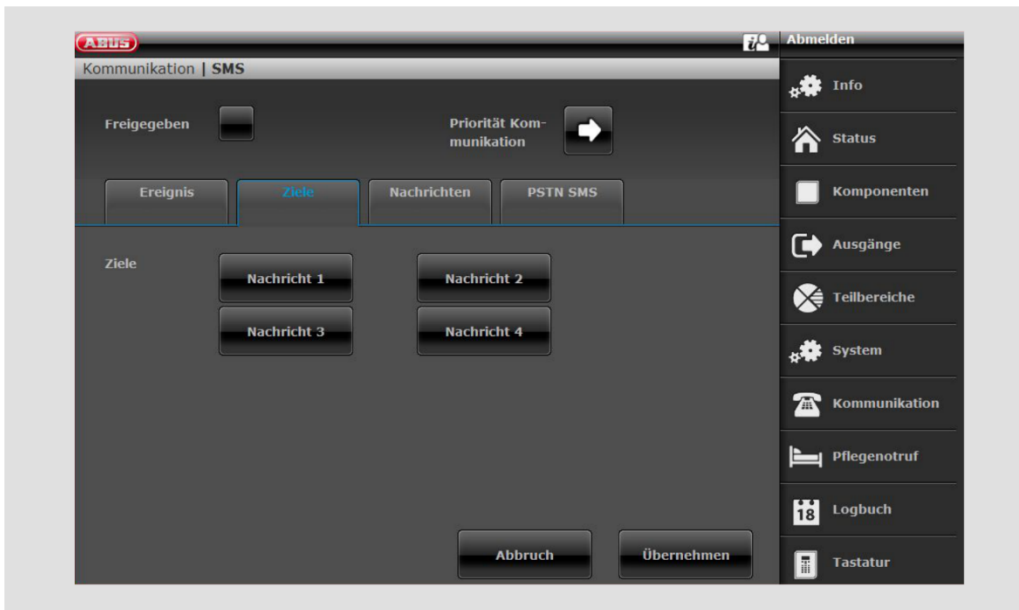 ABUS
Abmelden
Kommunikation | SMS
Freigegeben
Priorität Kom-
munikation
Ereignis
Ziele
Nachrichten
PSTN SMS
Ziele
Nachricht 1
Nachricht 2
Nachricht 3
Nachricht 4
Abbruch
Übernehmen
Info
Status
Komponenten
Ausgänge
Teilbereiche
System
Kommunikation
Pflegenotruf
18
Logbuch
Tastatur